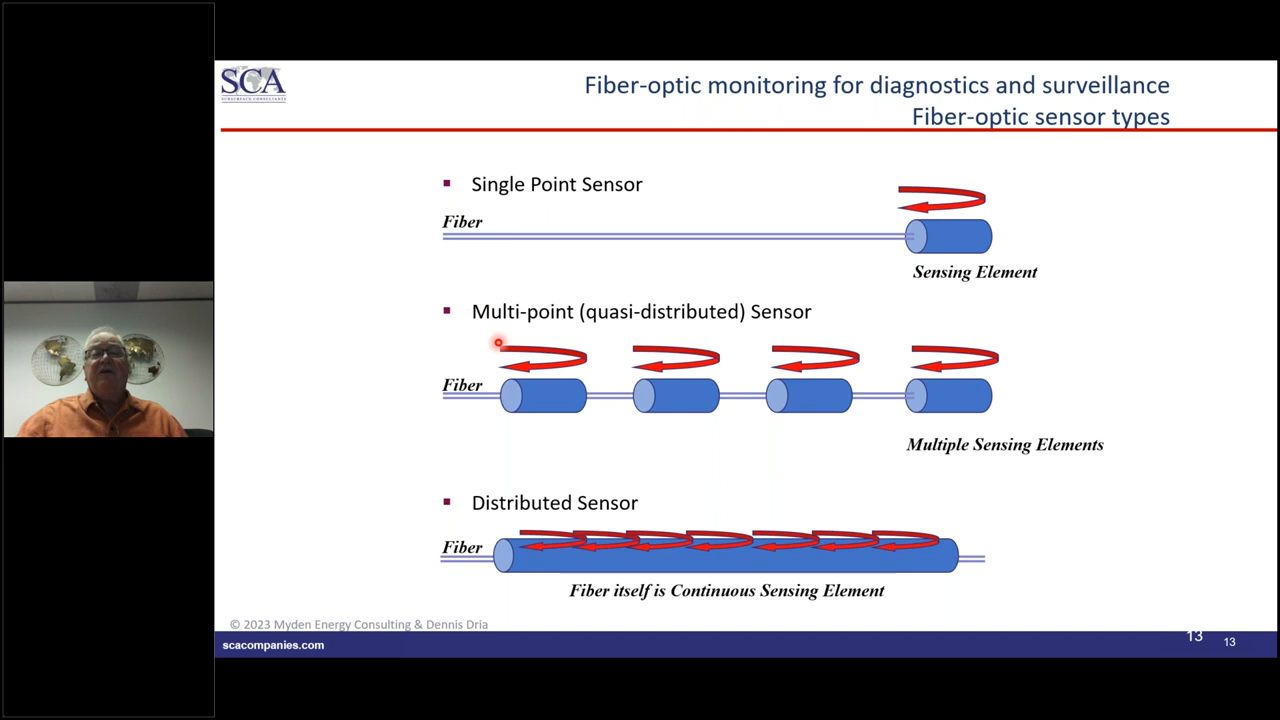 SCA
SUBSURFACE CONSULTANTS
Fiber-optic monitoring for diagnostics and surveillance
Fiber-optic sensor types
Single Point Sensor
Fiber
Sensing Element
Multi-point (quasi-distributed) Sensor
Fiber
Multiple Sensing Elements
Distributed Sensor
Fiber
Fiber itself is Continuous Sensing Element
© 2023 Myden Energy Consulting & Dennis Dria
scacompanies.com
13
13